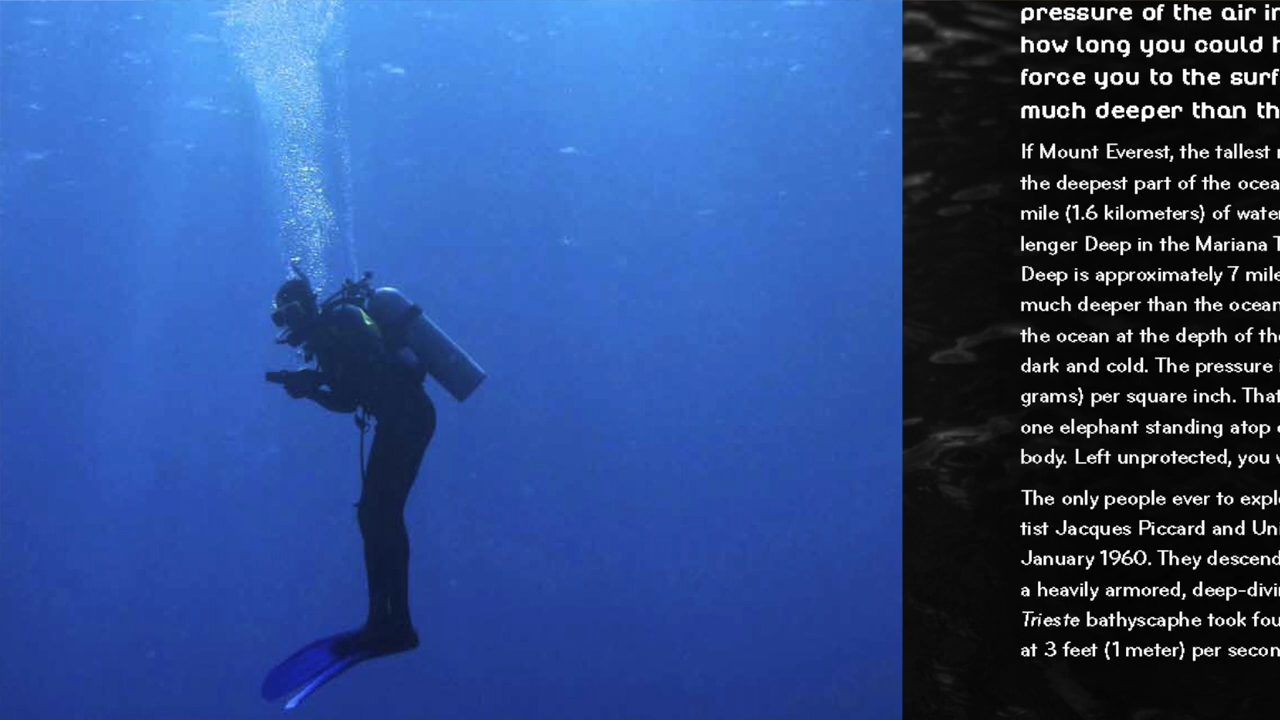 pressure of the air in
how long you could
force you to the surf
much deeper than th
If Mount Everest, the tallest
the deepest part of the ocea
mile (1.6 kilometers) of wate
lenger Deep in the Mariana
Deep is approximately 7 mile
much deeper than the ocean
the ocean at the depth of the
dark and cold. The pressure
grams) per square inch. That
one elephant standing atop
body. Left unprotected, you
The only people ever to expl
tist Jacques Piccard and Un
January 1960. They descend
a heavily armored, deep-divi
Trieste bathyscaphe took fou
at 3 feet (1 meter) per secon